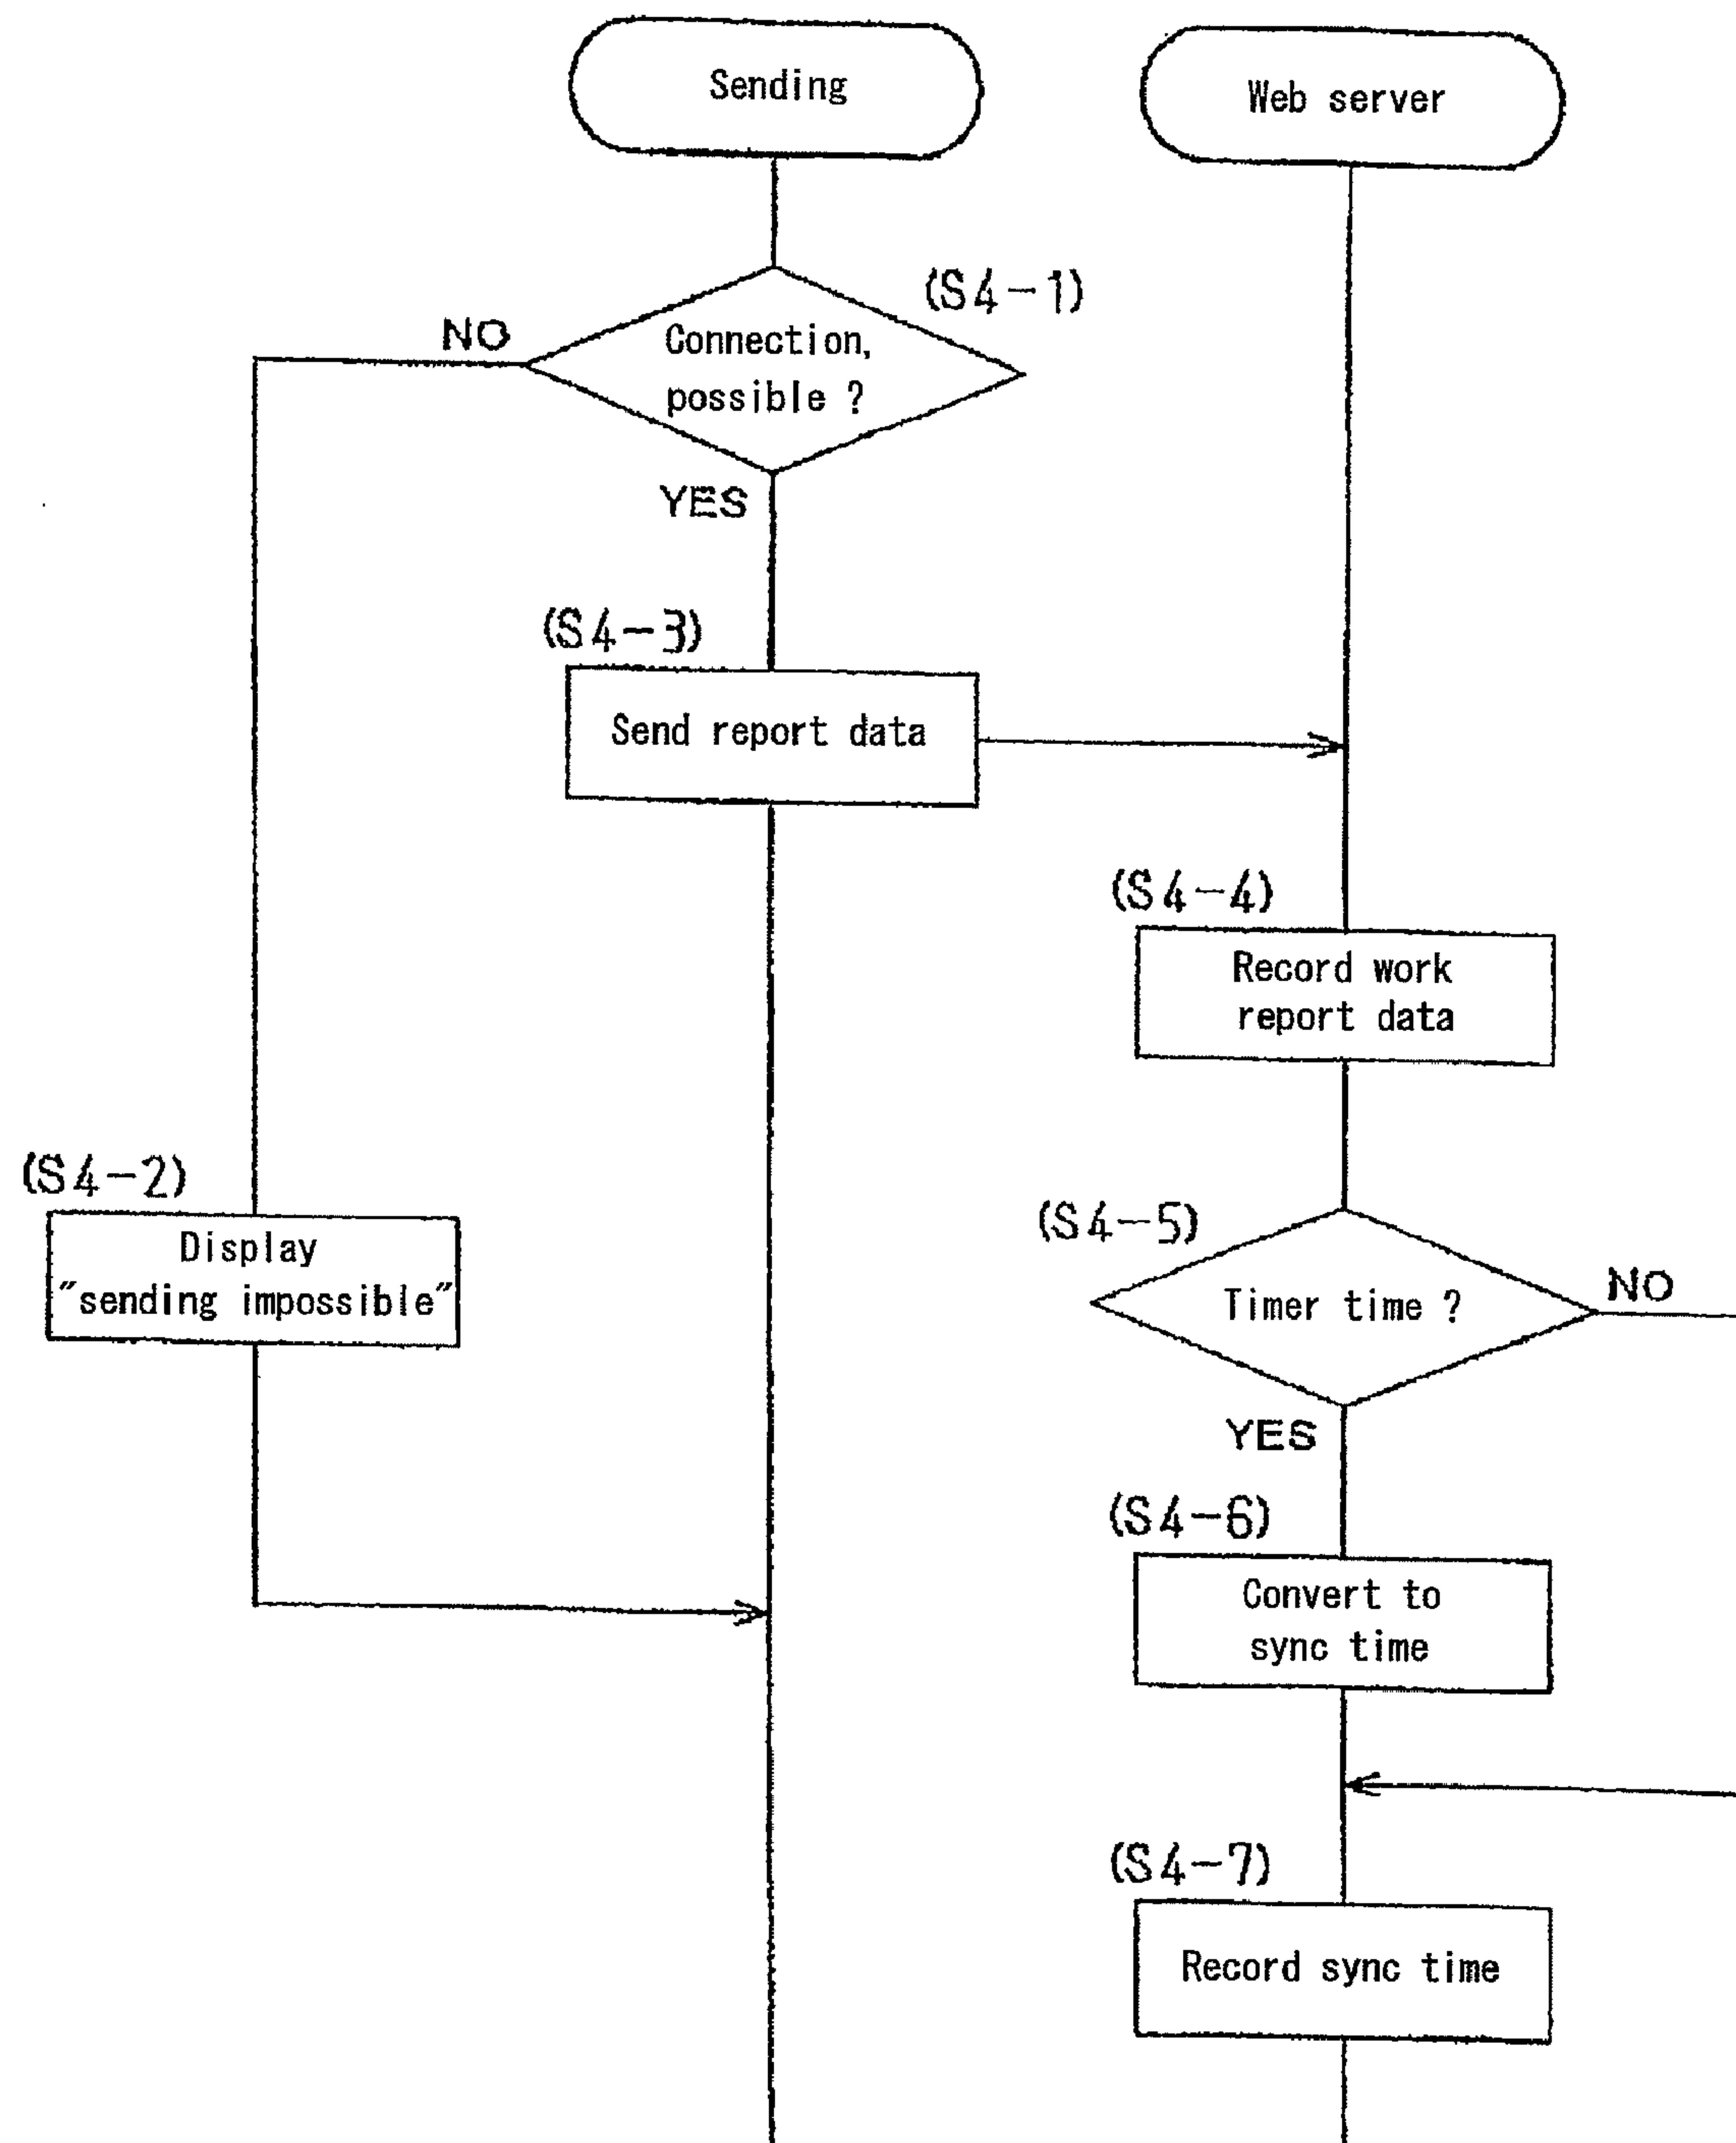 Sending
Web server
(S4-1)
NO
Connection,
possible ?
YES
(S4-3)
Send report data
(S4-4)
Record work
report data
(S4-2)
Display
"sending impossible"
(S4-5)
Timer time ?
NO
YES
(S4-6)
Convert to
sync time
(S4-7)
Record sync time